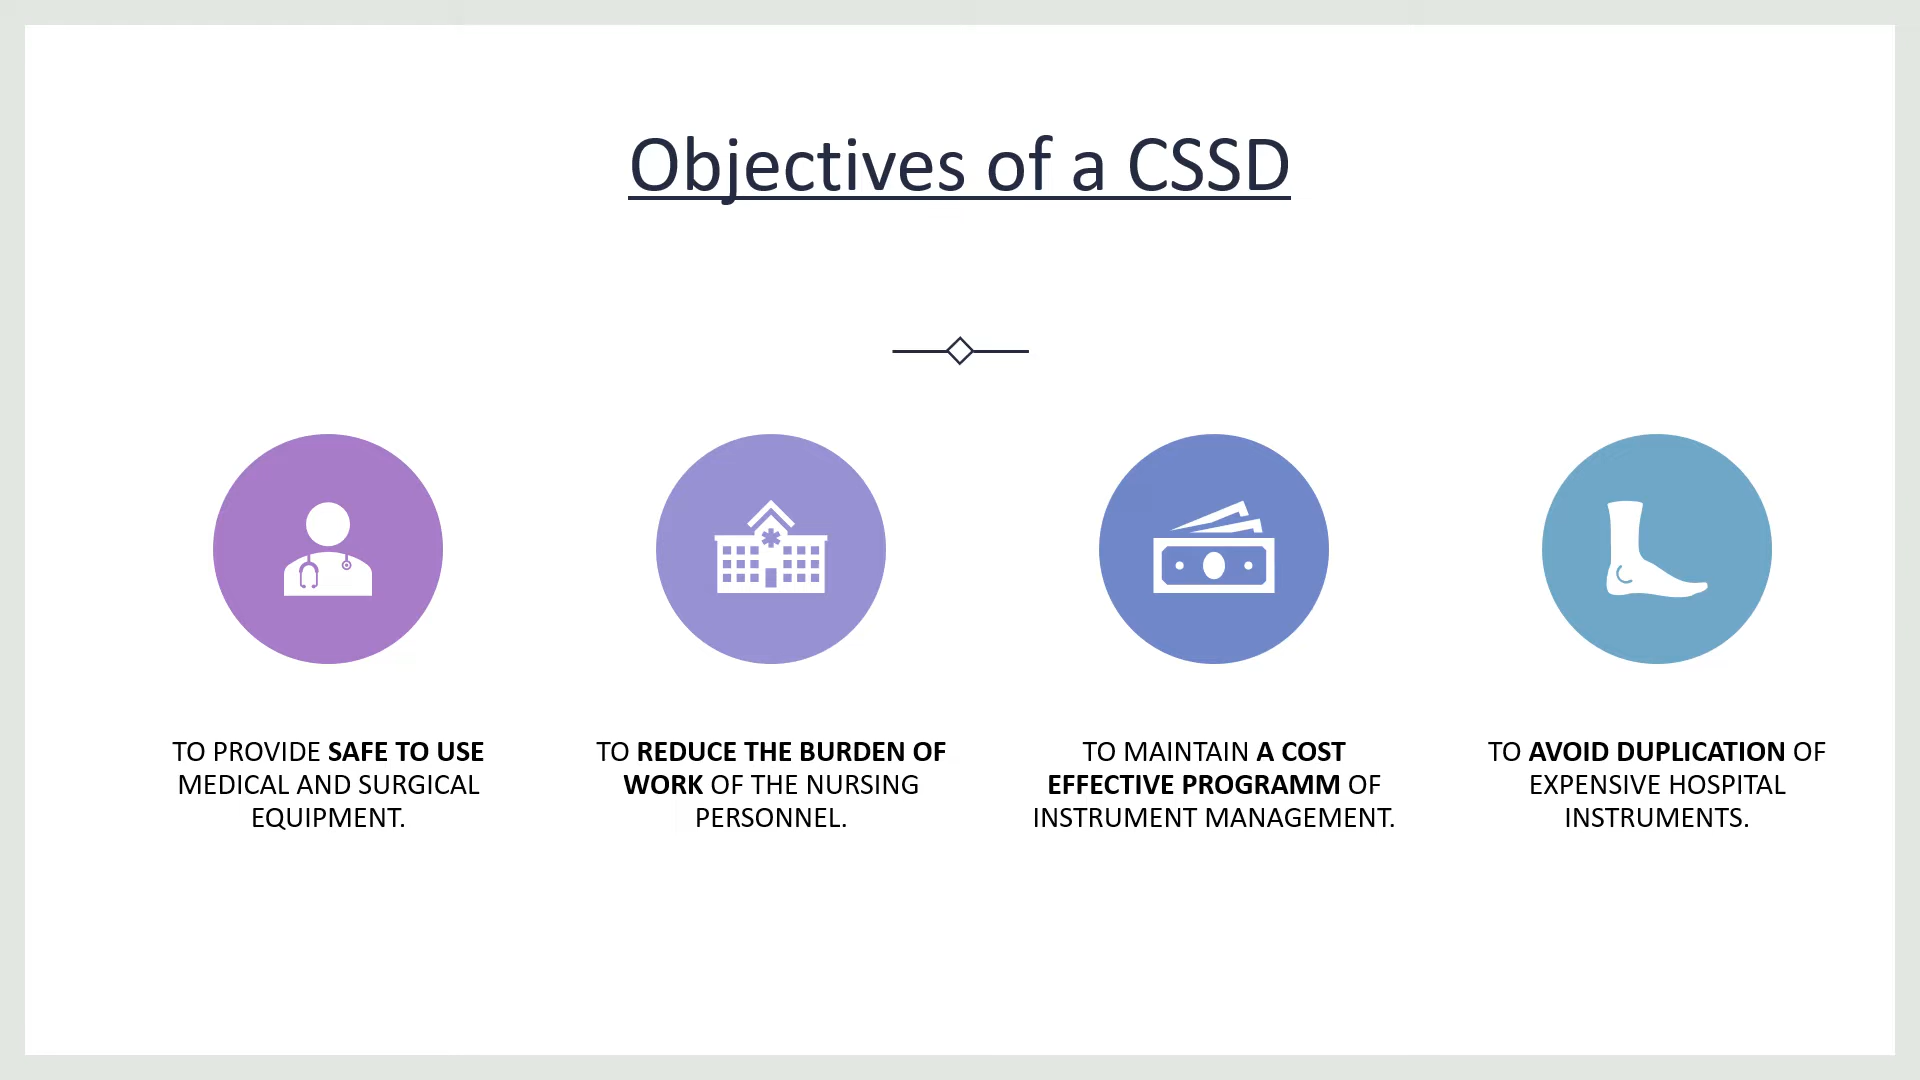 Objectives of a CSSD
TO PROVIDE SAFE TO USE
MEDICAL AND SURGICAL
EQUIPMENT.
TO REDUCE THE BURDEN OF
WORK OF THE NURSING
PERSONNEL.
TO MAINTAIN A COST
EFFECTIVE PROGRAMM OF
INSTRUMENT MANAGEMENT.
TO AVOID DUPLICATION OF
EXPENSIVE HOSPITAL
INSTRUMENTS.